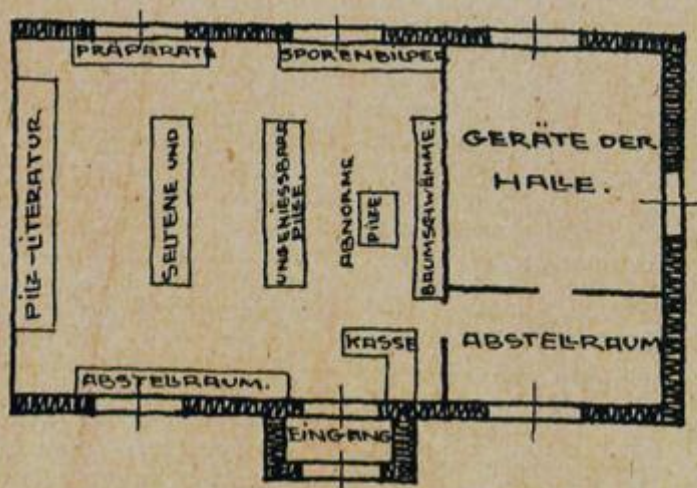 PRÄPARATE
SPORENBILDER
PILZ-LITERATUR
SELTENE UND
UNGENIESSBARE
PILZE.
ABNORME
PILZE
BAUMSCHWÄMME.
GERÄTE DER
HALLE.
KASSE
ABSTELLRAUM
ABSTELLRAUM.
EINGANG